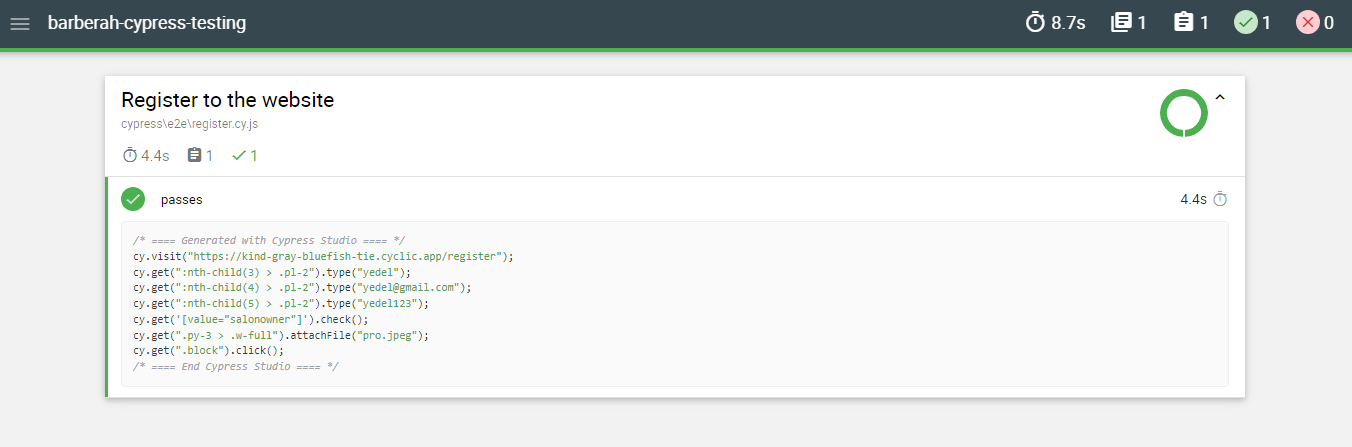 barberah-cypress-testing 8.7s 1 1 1 0
Register to the website
cypress\e2e\register.cy.js
4.4s 1 1
passes 4.4s
/* ==== Generated with Cypress Studio ==== */
cy.visit("https://kind-gray-bluefish-tie.cyclic.app/register");
cy.get(":nth-child(3) > .pl-2").type("yedel");
cy.get(":nth-child(4) > .pl-2").type("yedel@gmail.com");
cy.get(":nth-child(5) > .pl-2").type("yedel123");
cy.get('[value="salonowner"]').check();
cy.get(".py-3 > .w-full").attachFile("pro.jpeg");
cy.get(".block").click();
/* ==== End Cypress Studio ==== */